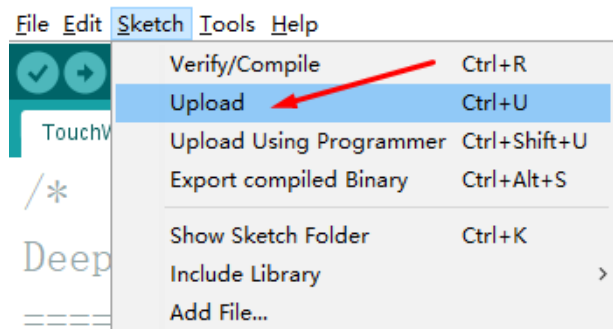 File Edit Sketch Tools Help
Verify/Compile Ctrl+R
Upload Ctrl+U
TouchW
Upload Using Programmer Ctrl+Shift+U
/*
Export compiled Binary Ctrl+Alt+S
Show Sketch Folder Ctrl+K
Deep
Include Library >
====
Add File...